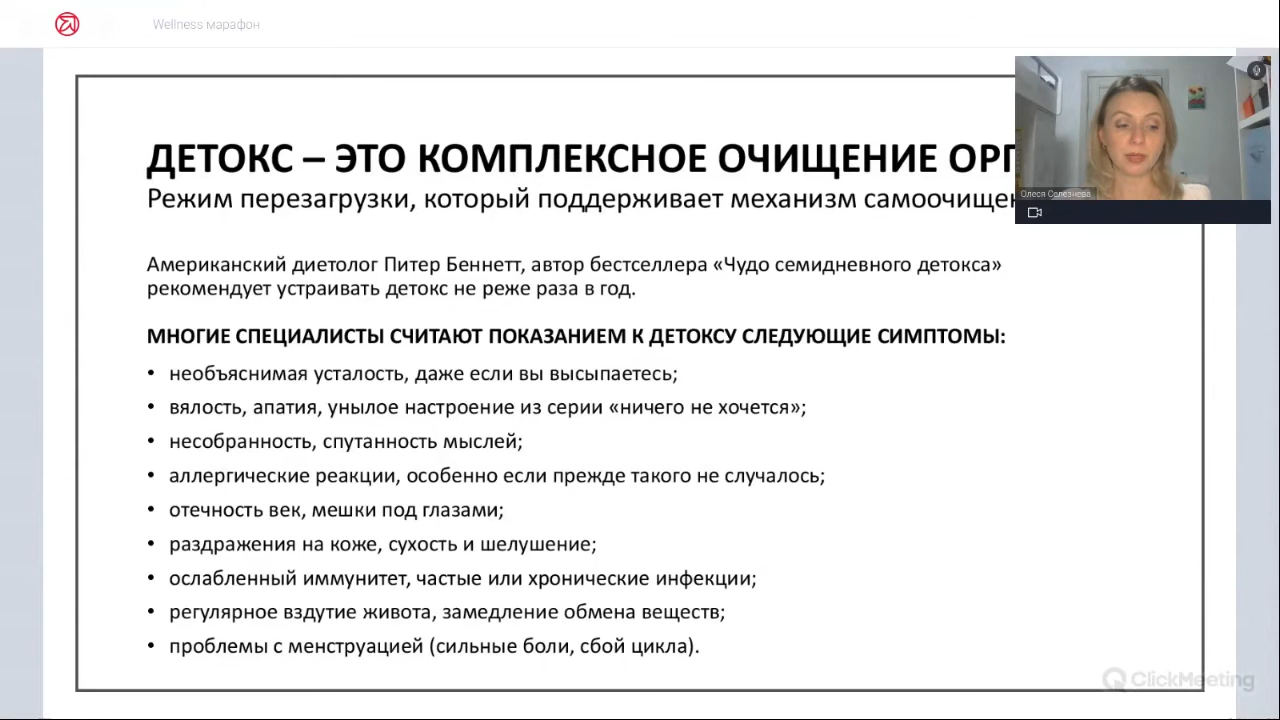 Wellness марафон
ДЕТОКС – ЭТО КОМПЛЕКСНОЕ ОЧИЩЕНИЕ
Режим перезагрузки, который поддерживает механизм
Олеся Селезнева
Американский диетолог Питер Беннетт, автор бестселлера «Чудо семидневного детокса»
рекомендует устраивать детокс не реже раза в год.
МНОГИЕ СПЕЦИАЛИСТЫ СЧИТАЮТ ПОКАЗАНИЕМ К ДЕТОКСУ СЛЕДУЮЩИЕ СИМПТОМЫ:
• необъяснимая усталость, даже если вы высыпаетесь;
• вялость, апатия, унылое настроение из серии «ничего не хочется»;
• несобранность, спутанность мыслей;
• аллергические реакции, особенно если прежде такого не случалось;
• отечность век, мешки под глазами;
• раздражения на коже, сухость и шелушение;
• ослабленный иммунитет, частые или хронические инфекции;
• регулярное вздутие живота, замедление обмена веществ;
• проблемы с менструацией (сильные боли, сбой цикла).
ClickMeeting